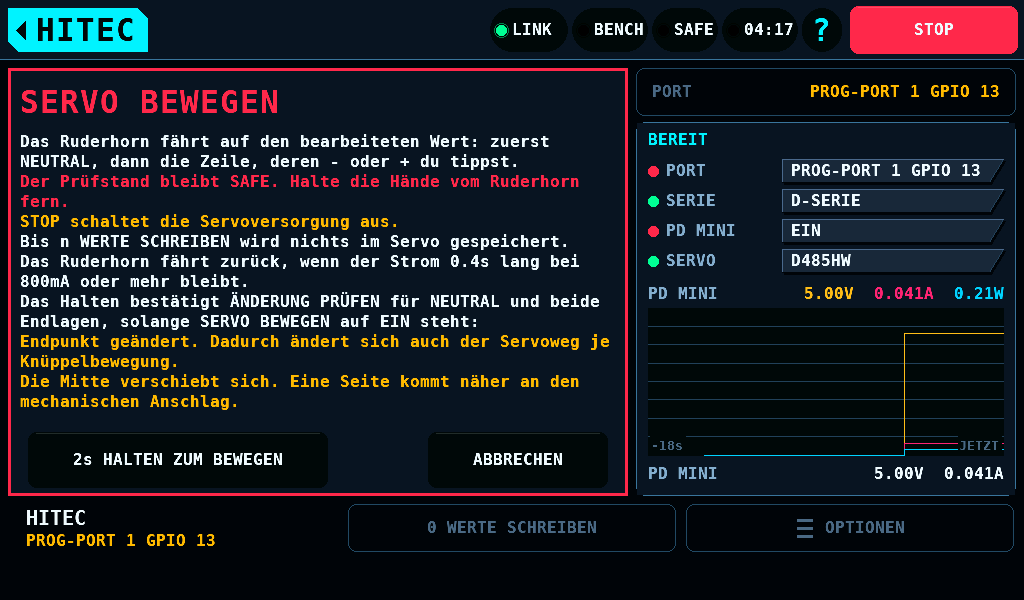 HITEC
LINK
BENCH
SAFE
04:17
?
STOP
SERVO BEWEGEN
Das Ruderhorn fährt auf den bearbeiteten Wert: zuerst
NEUTRAL, dann die Zeile, deren - oder + du tippst.
Der Prüfstand bleibt SAFE. Halte die Hände vom Ruderhorn
fern.
STOP schaltet die Servoversorgung aus.
Bis n WERTE SCHREIBEN wird nichts im Servo gespeichert.
Das Ruderhorn fährt zurück, wenn der Strom 0.4s lang bei
800mA oder mehr bleibt.
Das Halten bestätigt ÄNDERUNG PRÜFEN für NEUTRAL und beide
Endlagen, solange SERVO BEWEGEN auf EIN steht:
Endpunkt geändert. Dadurch ändert sich auch der Servoweg je
Knüppelbewegung.
Die Mitte verschiebt sich. Eine Seite kommt näher an den
mechanischen Anschlag.
2s HALTEN ZUM BEWEGEN
ABBRECHEN
PORT PROG-PORT 1 GPIO 13
BEREIT
PORT PROG-PORT 1 GPIO 13
SERIE D-SERIE
PD MINI EIN
SERVO D485HW
PD MINI 5.00V 0.041A 0.21W
-18s JETZT
PD MINI 5.00V 0.041A
HITEC
PROG-PORT 1 GPIO 13
0 WERTE SCHREIBEN
OPTIONEN